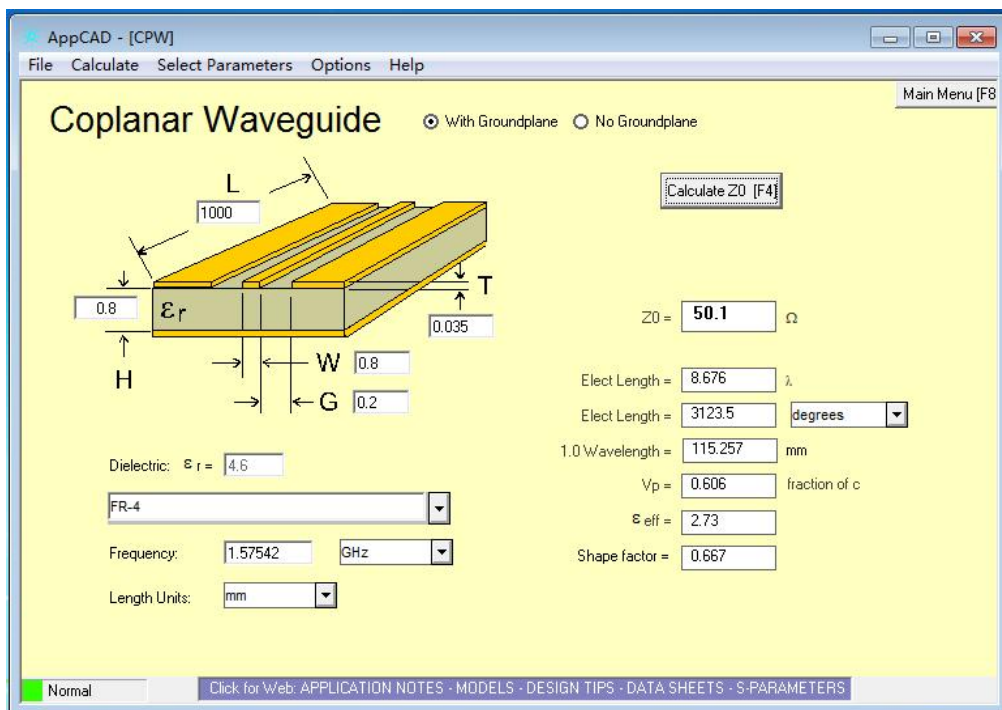 AppCAD - [CPW]
File Calculate Select Parameters Options Help
Main Menu [F8
Coplanar Waveguide
With Groundplane No Groundplane
Calculate Z0 [F4]
L
1000
0.8
εr
T
0.035
H
W 0.8
G 0.2
Z0 = 50.1 Ω
Elect Length = 8.676 λ
Elect Length = 3123.5 degrees
1.0 Wavelength = 115.257 mm
Vp = 0.606 fraction of c
ε eff = 2.73
Shape factor = 0.667
Dielectric: ε r = 4.6
FR-4
Frequency: 1.57542 GHz
Length Units: mm
Normal
Click for Web: APPLICATION NOTES - MODELS - DESIGN TIPS - DATA SHEETS - S-PARAMETERS